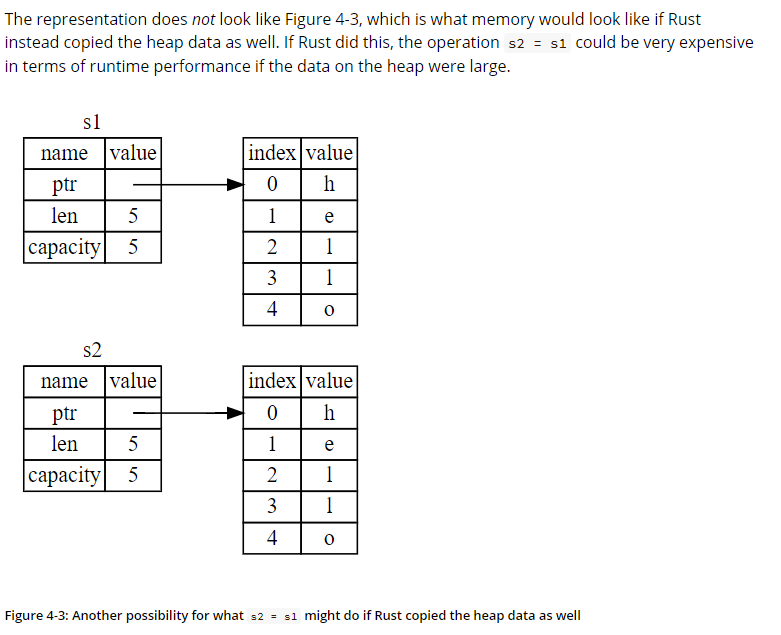 The representation does not look like Figure 4-3, which is what memory would look like if Rust
instead copied the heap data as well. If Rust did this, the operation s2 = s1 could be very expensive
in terms of runtime performance if the data on the heap were large.
s1
name value
ptr
len 5
capacity 5
index value
0 h
1 e
2 l
3 l
4 o
s2
name value
ptr
len 5
capacity 5
index value
0 h
1 e
2 l
3 l
4 o
Figure 4-3: Another possibility for what s2 = s1 might do if Rust copied the heap data as well